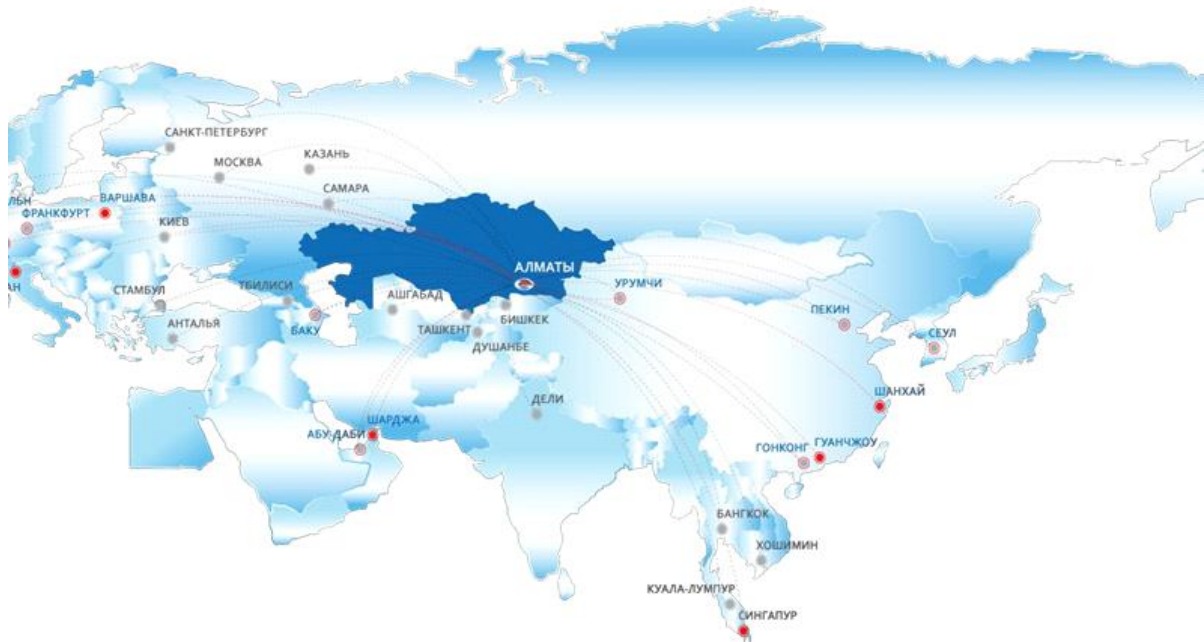 САНКТ-ПЕТЕРБУРГ
МОСКВА
КАЗАНЬ
САМАРА
ВАРШАВА
ФРАНКФУРТ
КИЕВ
АЛМАТЫ
УРУМЧИ
СТАМБУЛ
ТБИЛИСИ
АШГАБАД
БАКУ
БИШКЕК
ТАШКЕНТ
ПЕКИН
СЕУЛ
АНТАЛЬЯ
ДУШАНБЕ
ШАНХАЙ
ДЕЛИ
ШАРДЖА
АБУ-ДАБИ
ГОНКОНГ
ГУАНЧЖОУ
БАНГКОК
ХОШИМИН
КУАЛА-ЛУМПУР
СИНГАПУР